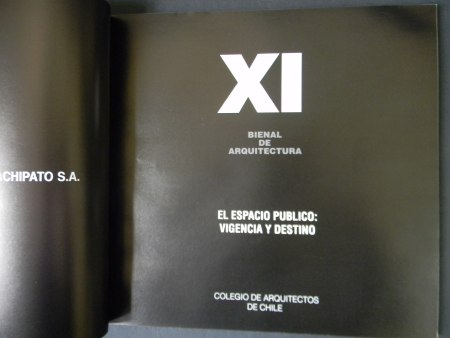 ACHIPATO S.A.
XI
BIENAL
DE
ARQUITECTURA
EL ESPACIO PUBLICO:
VIGENCIA Y DESTINO
COLEGIO DE ARQUITECTOS
DE CHILE